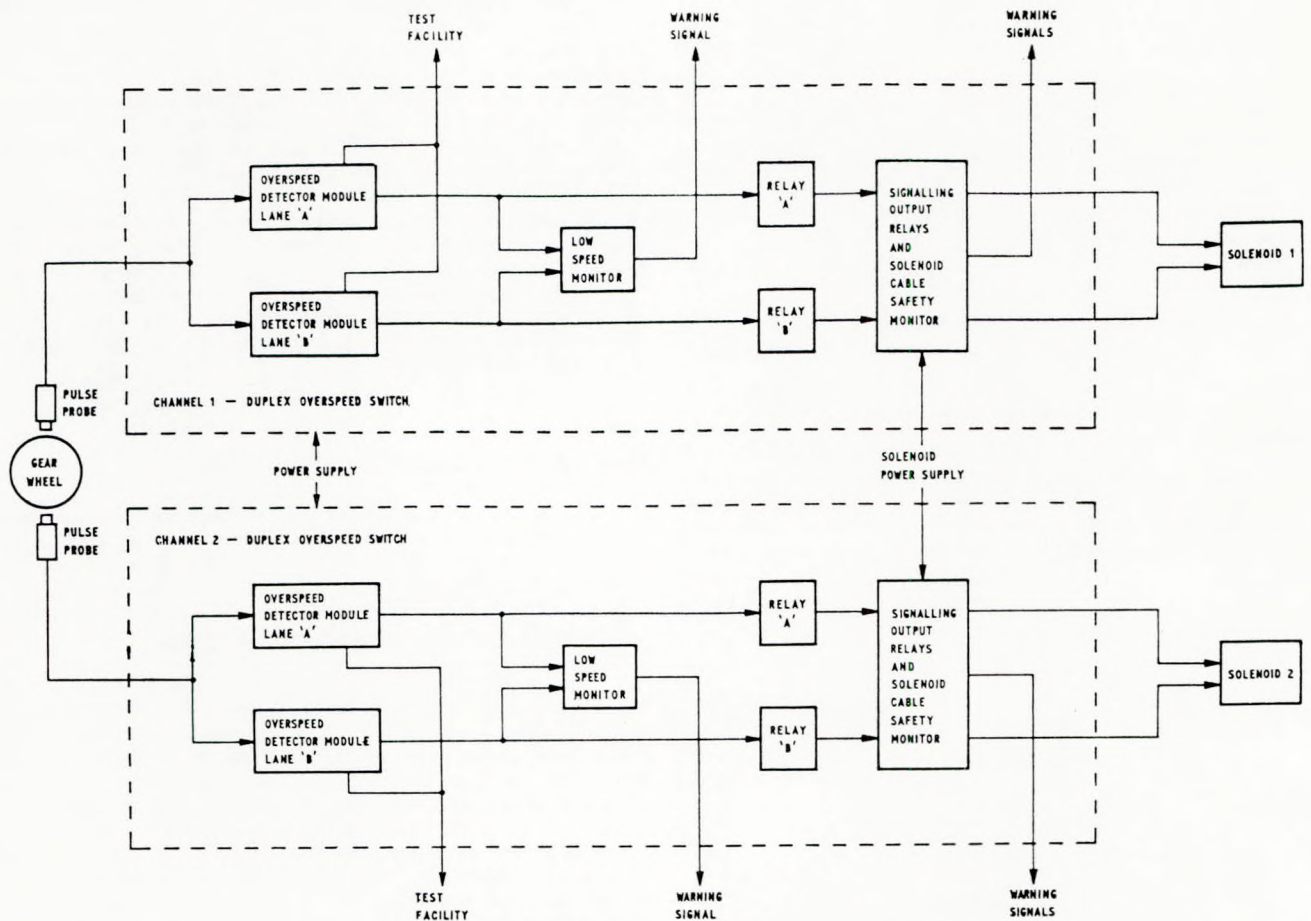 TEST
FACILITY
WARNING
SIGNAL
WARNING
SIGNALS
OVERSPEED
DETECTOR MODULE
LANE 'A'
LOW
SPEED
MONITOR
OVERSPEED
DETECTOR MODULE
LANE 'B'
RELAY
'A'
RELAY
'B'
SIGNALLING
OUTPUT
RELAYS
AND
SOLENOID
CABLE
SAFETY
MONITOR
SOLENOID 1
PULSE
PROBE
CHANNEL 1 — DUPLEX OVERSPEED SWITCH
GEAR
WHEEL
POWER SUPPLY
SOLENOID
POWER SUPPLY
PULSE
PROBE
CHANNEL 2 — DUPLEX OVERSPEED SWITCH
OVERSPEED
DETECTOR MODULE
LANE 'A'
LOW
SPEED
MONITOR
OVERSPEED
DETECTOR MODULE
LANE 'B'
RELAY
'A'
RELAY
'B'
SIGNALLING
OUTPUT
RELAYS
AND
SOLENOID
CABLE
SAFETY
MONITOR
SOLENOID 2
TEST
FACILITY
WARNING
SIGNAL
WARNING
SIGNALS